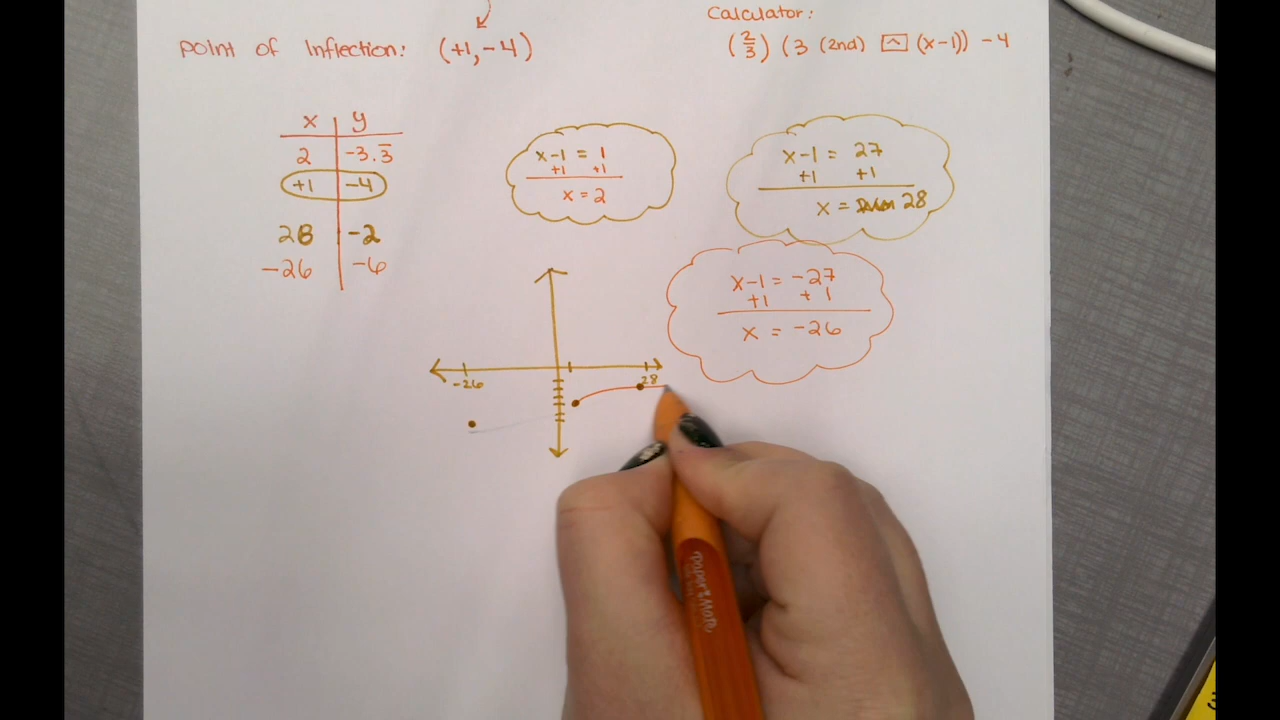 Calculator:
Point of Inflection: (+1, -4)
(2/3) (3 (2nd) [^] (x-1)) -4
x y
2 -3.3̅
+1 -4
28 -2
-26 -6
x-1 = 1
+1 +1
x = 2
x-1 = 27
+1 +1
x = 28
x-1 = -27
+1 +1
x = -26
-26
28
paper mate